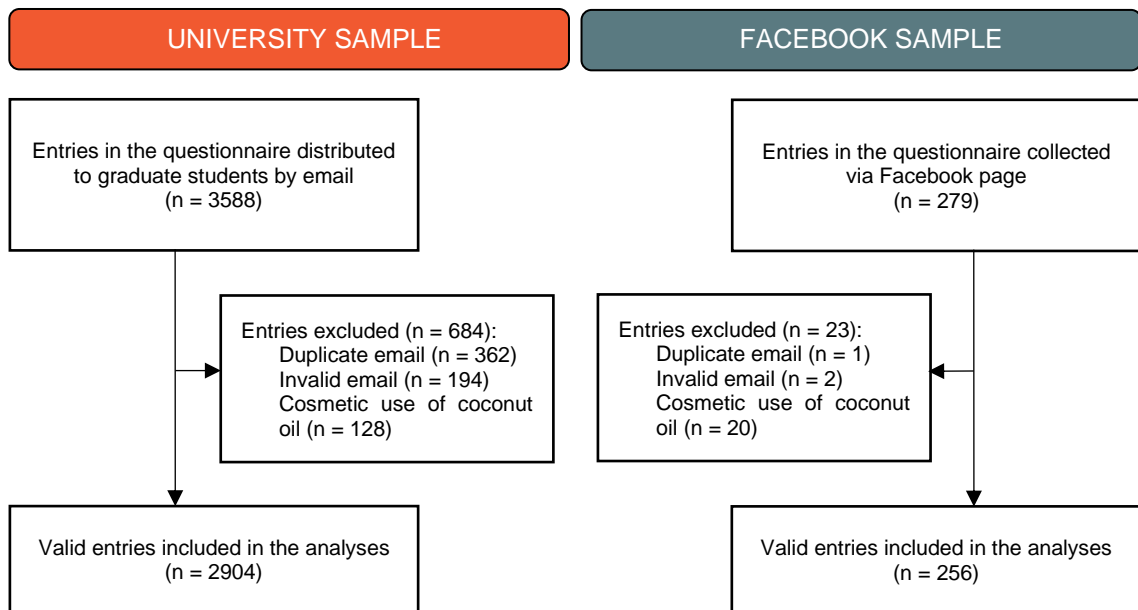 UNIVERSITY SAMPLE
Entries in the questionnaire distributed
to graduate students by email
(n = 3588)
Entries excluded (n = 684):
Duplicate email (n = 362)
Invalid email (n = 194)
Cosmetic use of coconut
oil (n = 128)
Valid entries included in the analyses
(n = 2904)
FACEBOOK SAMPLE
Entries in the questionnaire collected
via Facebook page
(n = 279)
Entries excluded (n = 23):
Duplicate email (n = 1)
Invalid email (n = 2)
Cosmetic use of coconut
oil (n = 20)
Valid entries included in the analyses
(n = 256)